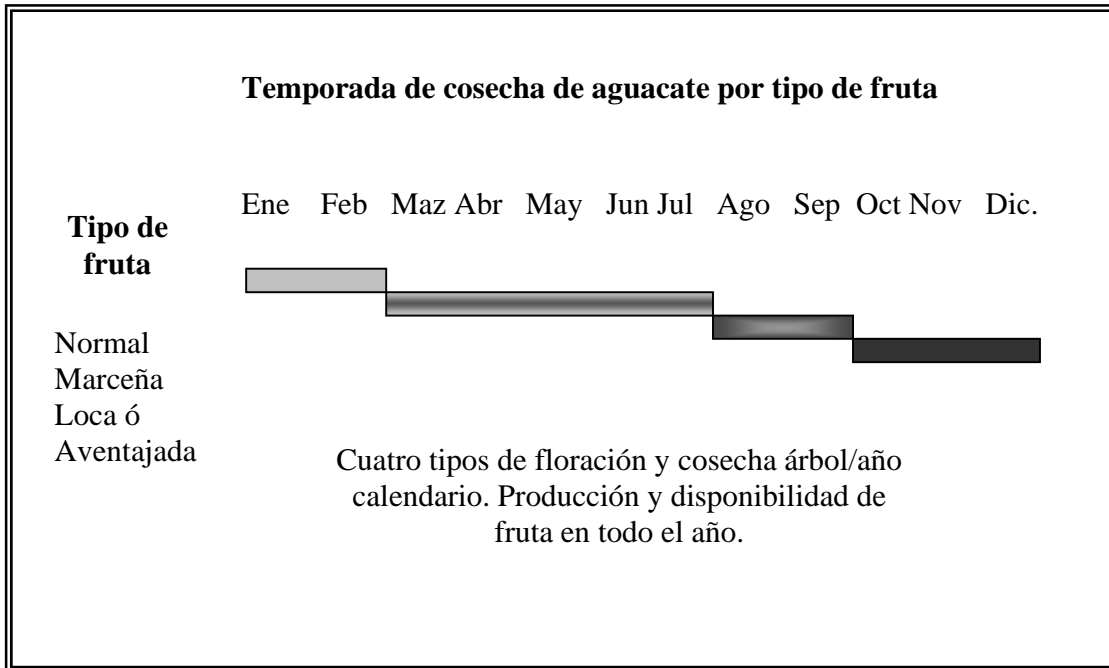 Temporada de cosecha de aguacate por tipo de fruta
Ene Feb Maz Abr May Jun Jul Ago Sep Oct Nov Dic.
Tipo de
fruta
Normal
Marceña
Loca ó
Aventajada
Cuatro tipos de floración y cosecha árbol/año
calendario. Producción y disponibilidad de
fruta en todo el año.